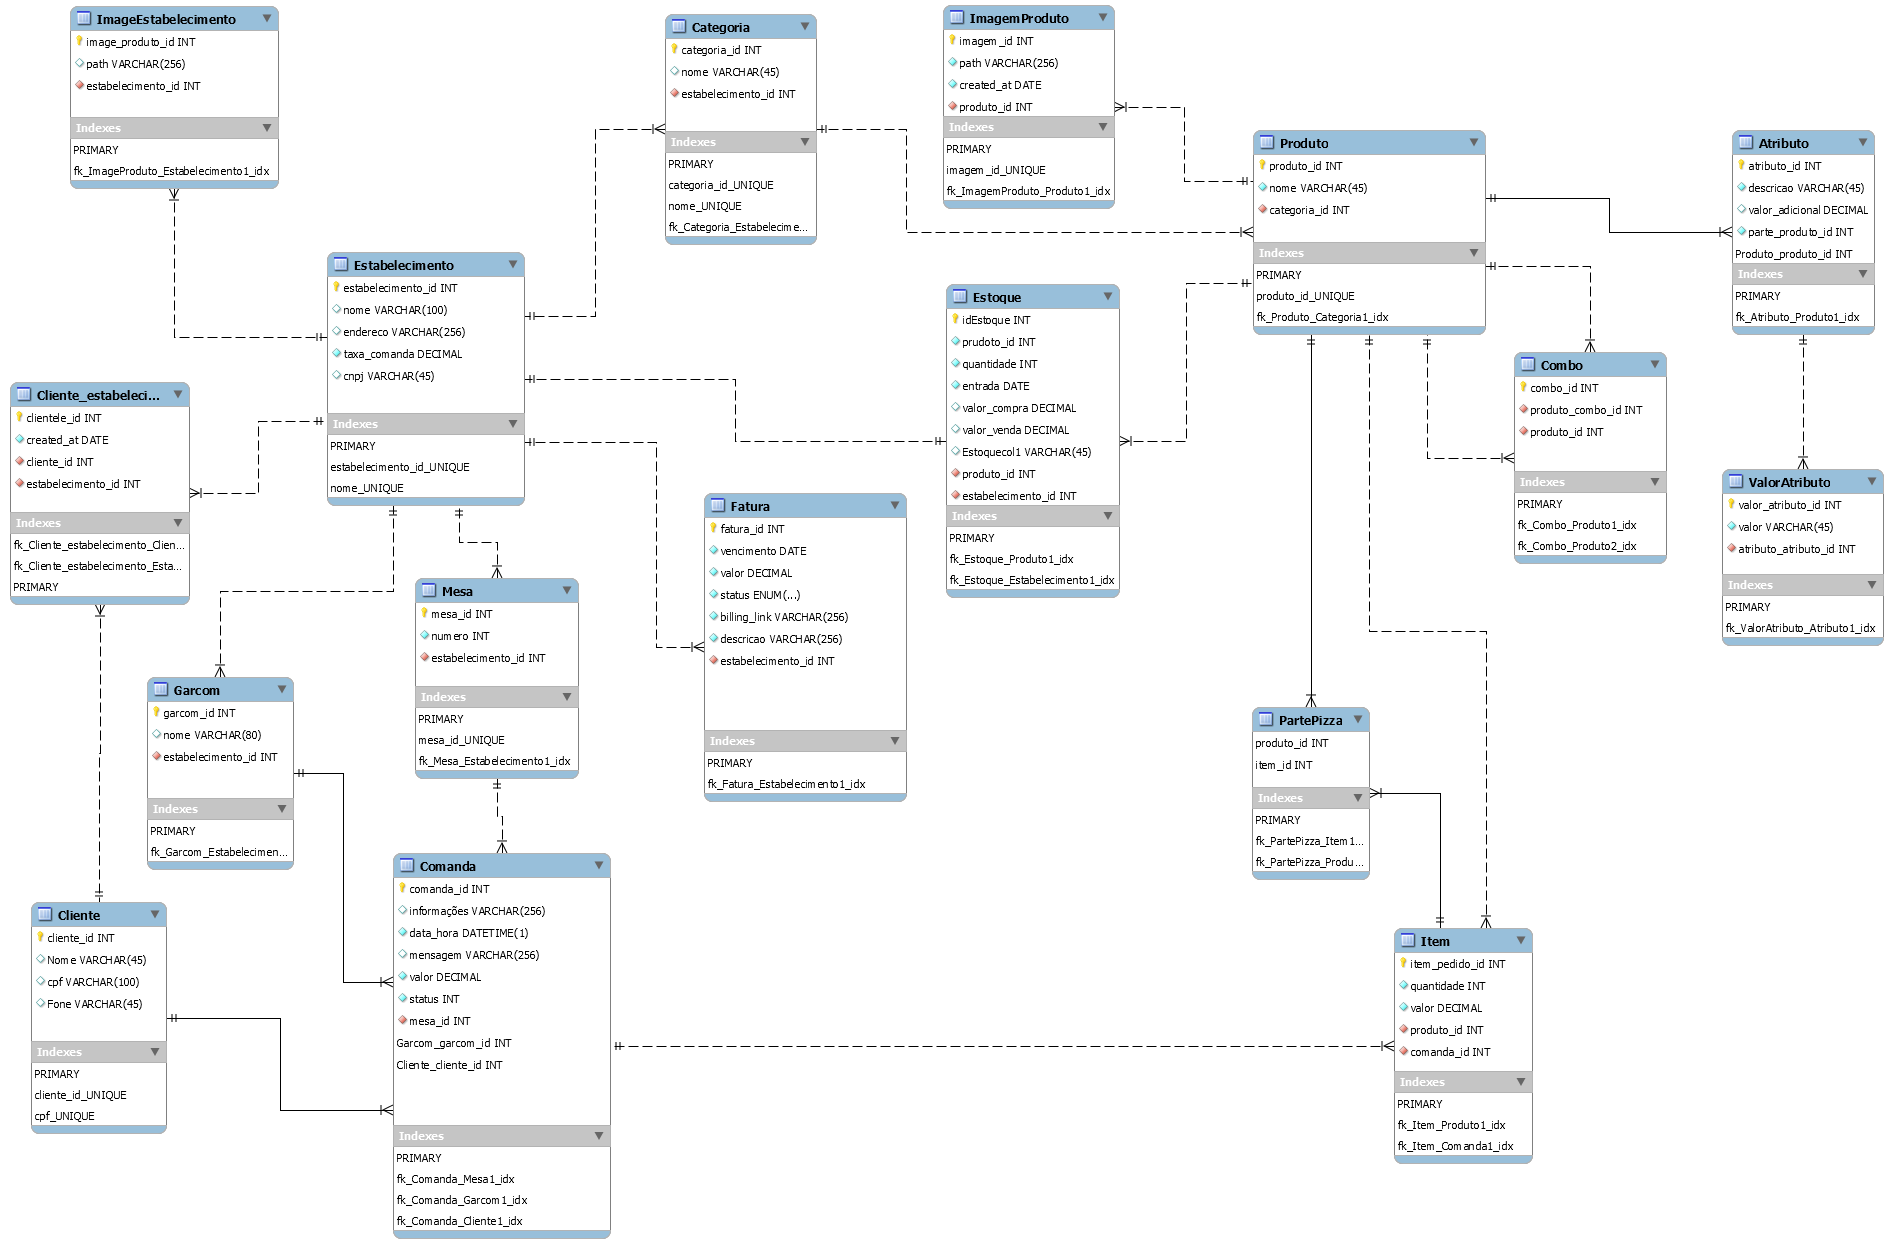 ImageEstabelecimento
image_produto_id INT
path VARCHAR(256)
estabelecimento_id INT
Indexes
PRIMARY
fk_ImageProduto_Estabelecimento1_idx
Categoria
categoria_id INT
nome VARCHAR(45)
estabelecimento_id INT
Indexes
PRIMARY
categoria_id_UNIQUE
nome_UNIQUE
fk_Categoria_Estabelecime...
ImagemProduto
imagem_id INT
path VARCHAR(256)
created_at DATE
produto_id INT
Indexes
PRIMARY
imagem_id_UNIQUE
fk_ImagemProduto_Produto1_idx
Produto
produto_id INT
nome VARCHAR(45)
categoria_id INT
Indexes
PRIMARY
produto_id_UNIQUE
fk_Produto_Categoria1_idx
Atributo
atributo_id INT
descricao VARCHAR(45)
valor_adicional DECIMAL
parte_produto_id INT
Produto_produto_id INT
Indexes
PRIMARY
fk_Atributo_Produto1_idx
Estabelecimento
estabelecimento_id INT
nome VARCHAR(100)
endereco VARCHAR(256)
taxa_comanda DECIMAL
cnpj VARCHAR(45)
Indexes
PRIMARY
estabelecimento_id_UNIQUE
nome_UNIQUE
Estoque
idEstoque INT
prudoto_id INT
quantidade INT
entrada DATE
valor_compra DECIMAL
valor_venda DECIMAL
Estoquecol1 VARCHAR(45)
produto_id INT
estabelecimento_id INT
Indexes
PRIMARY
fk_Estoque_Produto1_idx
fk_Estoque_Estabelecimento1_idx
Combo
combo_id INT
produto_combo_id INT
produto_id INT
Indexes
PRIMARY
fk_Combo_Produto1_idx
fk_Combo_Produto2_idx
Cliente_estabeleci...
clientele_id INT
created_at DATE
cliente_id INT
estabelecimento_id INT
Indexes
fk_Cliente_estabelecimento_Clien...
fk_Cliente_estabelecimento_Esta...
PRIMARY
ValorAtributo
valor_atributo_id INT
valor VARCHAR(45)
atributo_atributo_id INT
Indexes
PRIMARY
fk_ValorAtributo_Atributo1_idx
Fatura
fatura_id INT
vencimento DATE
valor DECIMAL
status ENUM(...)
billing_link VARCHAR(256)
descricao VARCHAR(256)
estabelecimento_id INT
Indexes
PRIMARY
fk_Fatura_Estabelecimento1_idx
Mesa
mesa_id INT
numero INT
estabelecimento_id INT
Indexes
PRIMARY
mesa_id_UNIQUE
fk_Mesa_Estabelecimento1_idx
Garcom
garcom_id INT
nome VARCHAR(80)
estabelecimento_id INT
Indexes
PRIMARY
fk_Garcom_Estabelecimen...
PartePizza
produto_id INT
item_id INT
Indexes
PRIMARY
fk_PartePizza_Item1...
fk_PartePizza_Produ...
Comanda
comanda_id INT
informações VARCHAR(256)
data_hora DATETIME(1)
mensagem VARCHAR(256)
valor DECIMAL
status INT
mesa_id INT
Garcom_garcom_id INT
Cliente_cliente_id INT
Indexes
PRIMARY
fk_Comanda_Mesa1_idx
fk_Comanda_Garcom1_idx
fk_Comanda_Cliente1_idx
Cliente
cliente_id INT
Nome VARCHAR(45)
cpf VARCHAR(100)
Fone VARCHAR(45)
Indexes
PRIMARY
cliente_id_UNIQUE
cpf_UNIQUE
Item
item_pedido_id INT
quantidade INT
valor DECIMAL
produto_id INT
comanda_id INT
Indexes
PRIMARY
fk_Item_Produto1_idx
fk_Item_Comanda1_idx